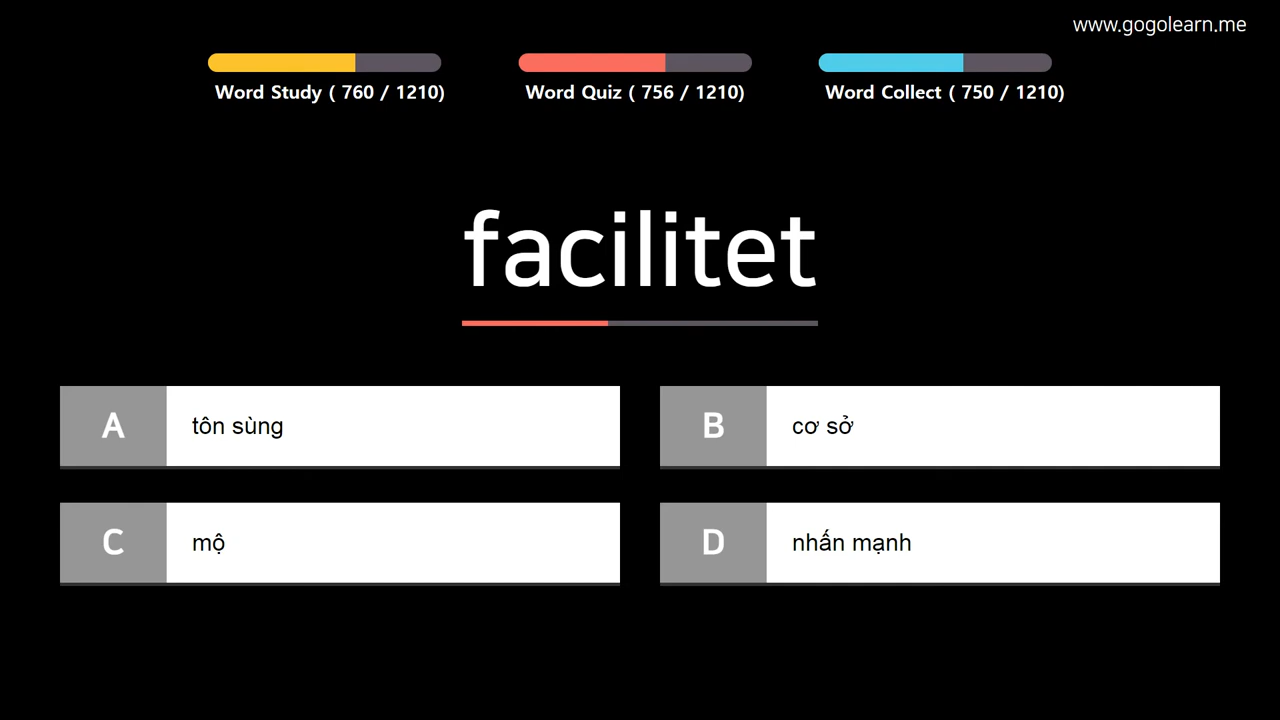 www.gogolearn.me
Word Study ( 760 / 1210)
Word Quiz ( 756 / 1210)
Word Collect ( 750 / 1210)
facilitet
A
tôn sùng
B
cơ sở
C
mộ
D
nhấn mạnh